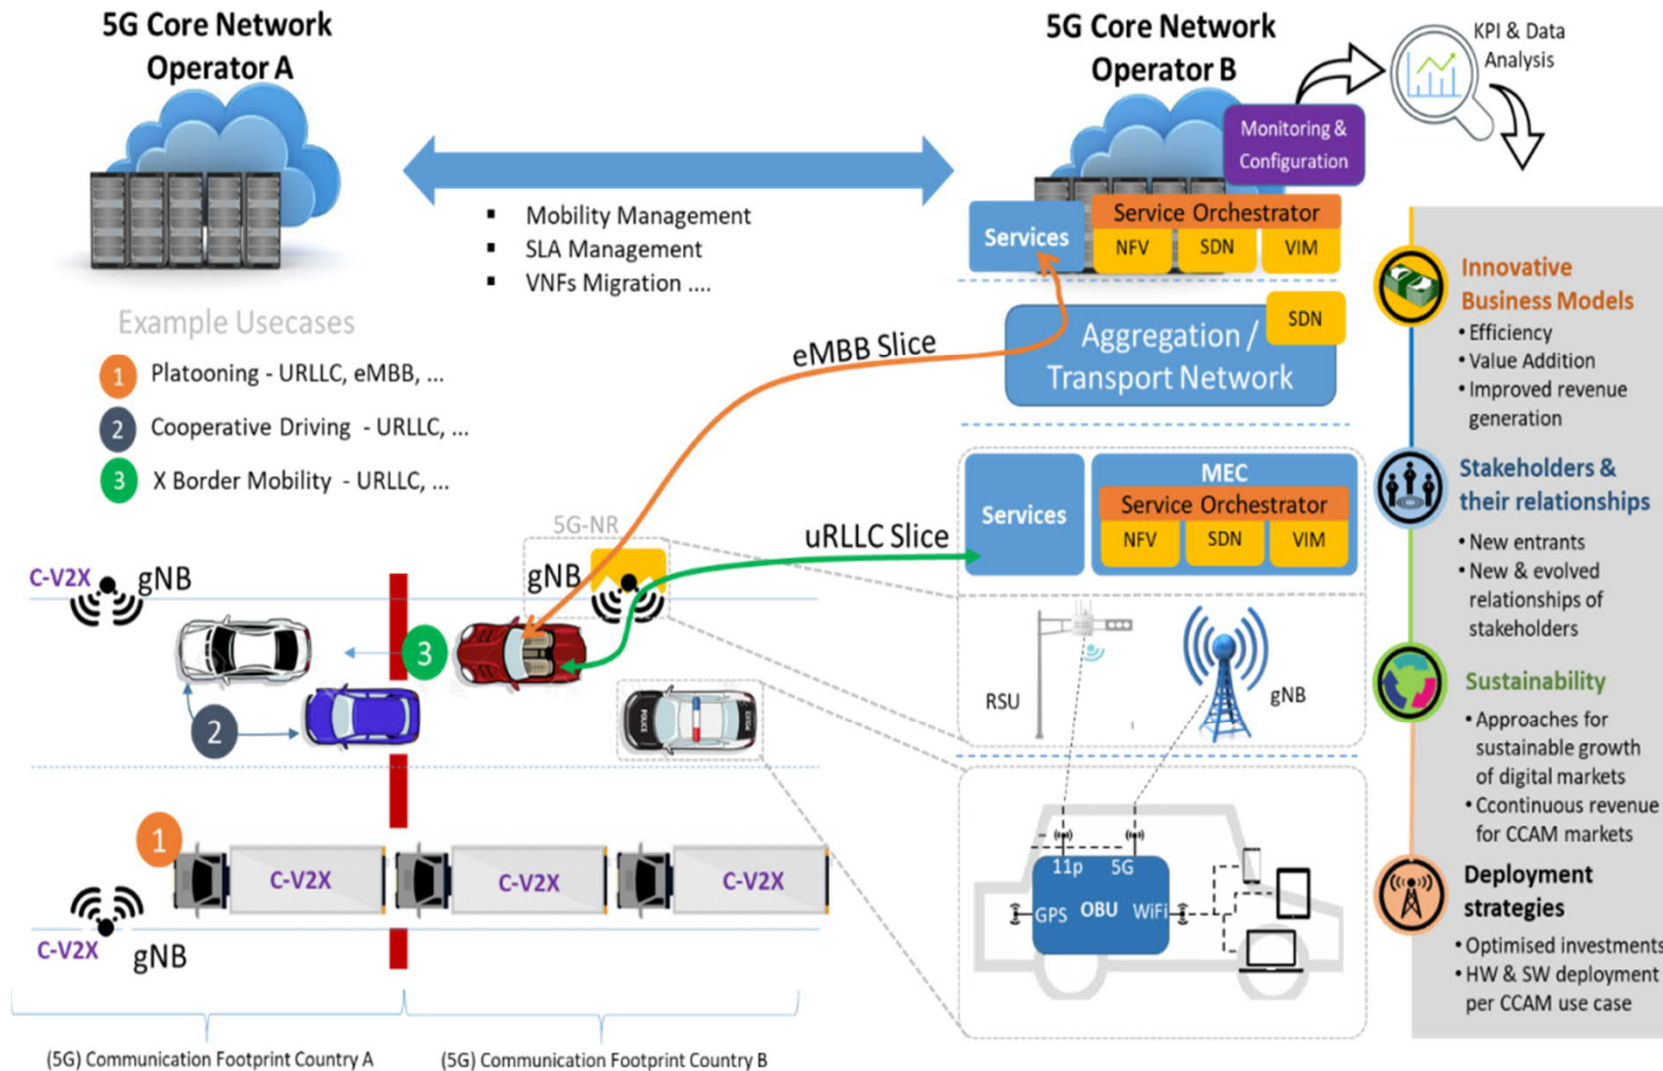 5G Core Network
Operator A
5G Core Network
Operator B
KPI & Data
Analysis
Monitoring &
Configuration
▪ Mobility Management
▪ SLA Management
▪ VNFs Migration ....
Services
Service Orchestrator
NFV
SDN
VIM
Example Usecases
1 Platooning - URLLC, eMBB, ...
2 Cooperative Driving - URLLC, ...
3 X Border Mobility - URLLC, ...
SDN
Aggregation /
Transport Network
eMBB Slice
uRLLC Slice
Services
MEC
Service Orchestrator
NFV
SDN
VIM
5G-NR
C-V2X
gNB
gNB
3
2
POLICE
RSU
gNB
1
C-V2X
C-V2X
C-V2X
C-V2X
gNB
11p
5G
GPS
OBU
WiFi
(5G) Communication Footprint Country A
(5G) Communication Footprint Country B
Innovative
Business Models
• Efficiency
• Value Addition
• Improved revenue
generation
Stakeholders &
their relationships
• New entrants
• New & evolved
relationships of
stakeholders
Sustainability
• Approaches for
sustainable growth
of digital markets
• Ccontinuous revenue
for CCAM markets
Deployment
strategies
• Optimised investments
• HW & SW deployment
per CCAM use case